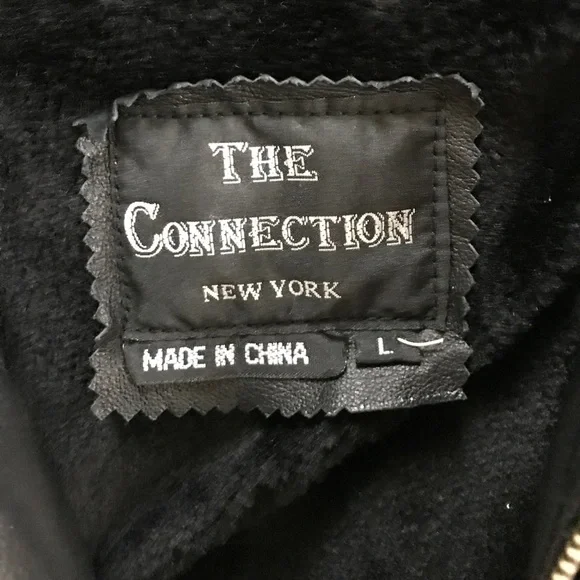 THE
CONNECTION
NEW YORK
MADE IN CHINA
L